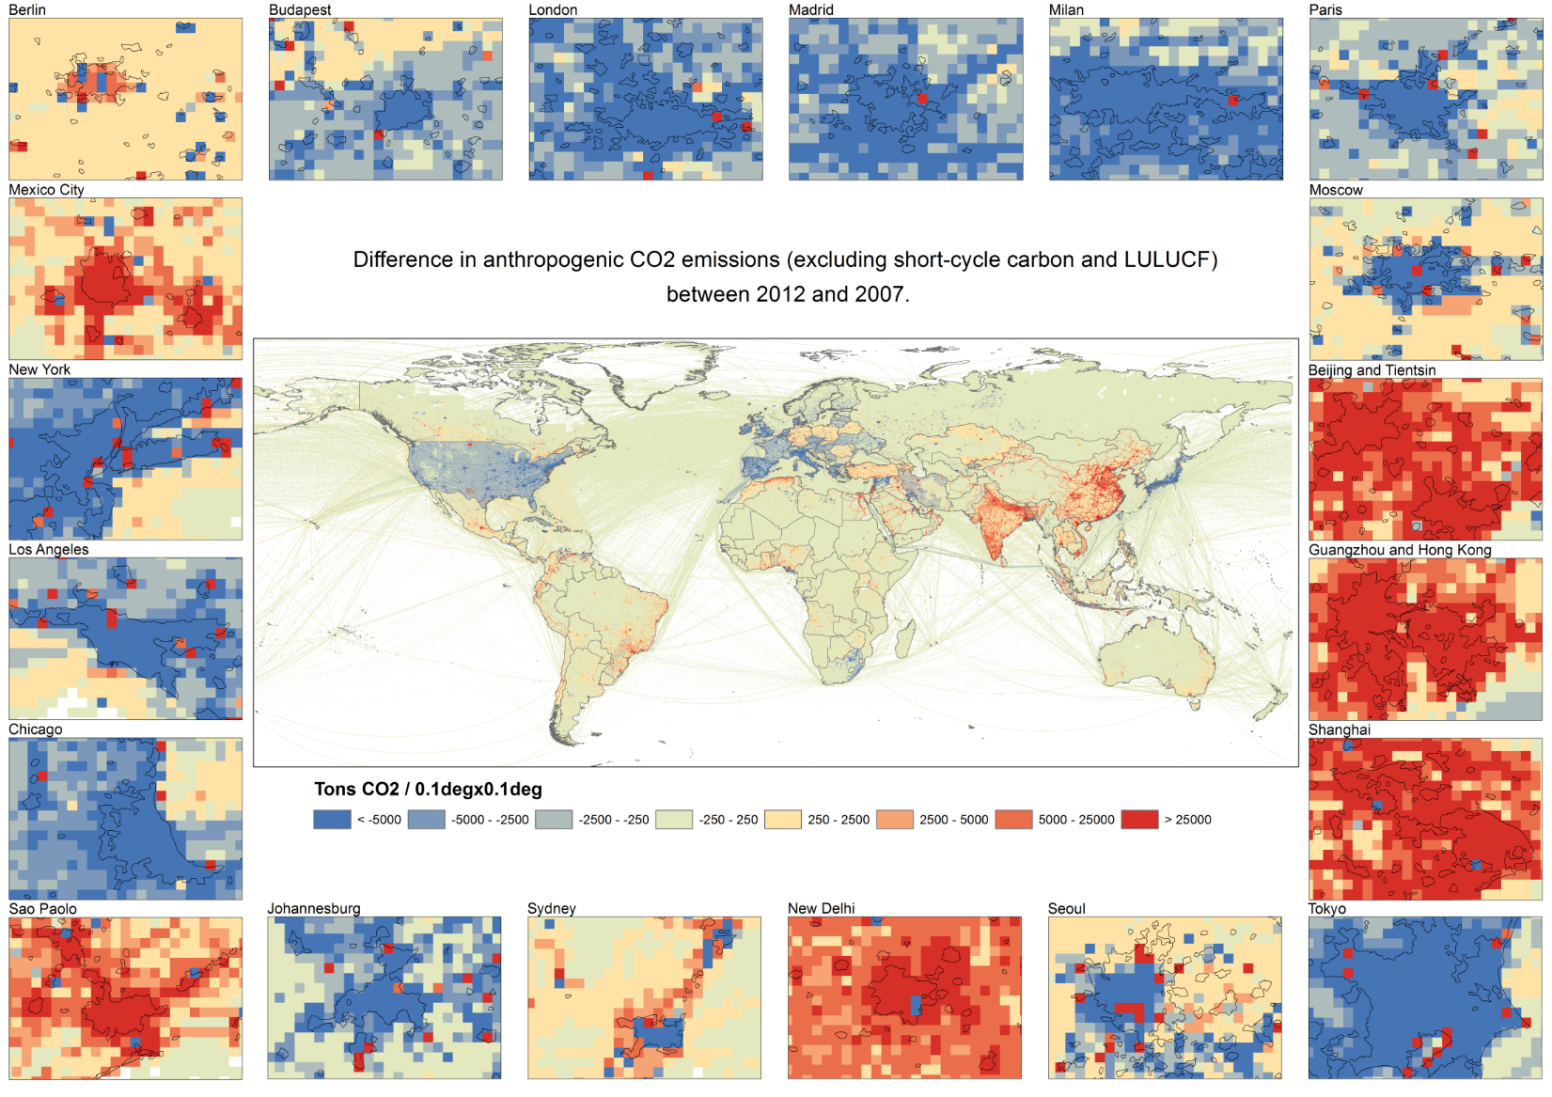 Berlin
Budapest
London
Madrid
Milan
Paris
Mexico City
Moscow
Difference in anthropogenic CO2 emissions (excluding short-cycle carbon and LULUCF)
between 2012 and 2007.
New York
Beijing and Tientsin
Los Angeles
Guangzhou and Hong Kong
Chicago
Shanghai
Tons CO2 / 0.1degx0.1deg
< -5000
-5000 - -2500
-2500 - -250
-250 - 250
250 - 2500
2500 - 5000
5000 - 25000
> 25000
Sao Paolo
Johannesburg
Sydney
New Delhi
Seoul
Tokyo